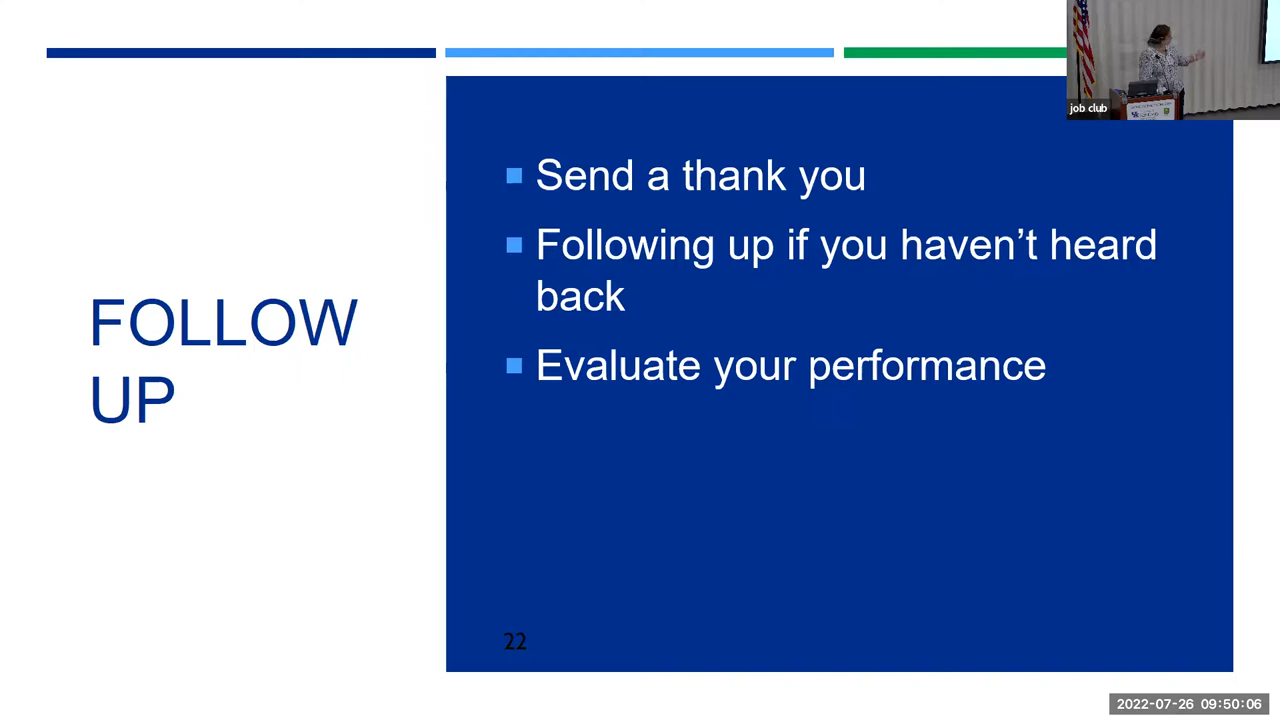 job club
FOLLOW
UP
Send a thank you
Following up if you haven’t heard
back
Evaluate your performance
22
2022-07-26 09:50:06